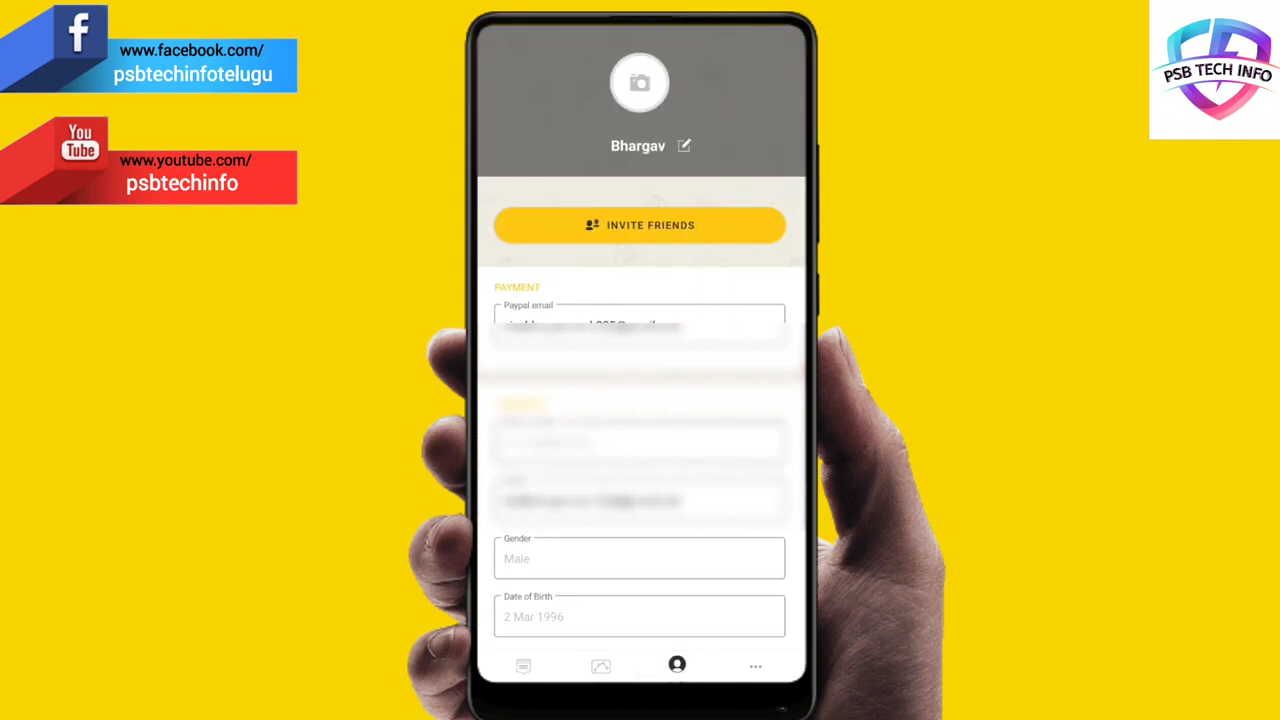 www.facebook.com/
psbtechinfotelugu
You
Tube
www.youtube.com/
psbtechinfo
PSB TECH INFO
Bhargav
INVITE FRIENDS
PAYMENT
Paypal email
Gender
Male
Date of Birth
2 Mar 1996